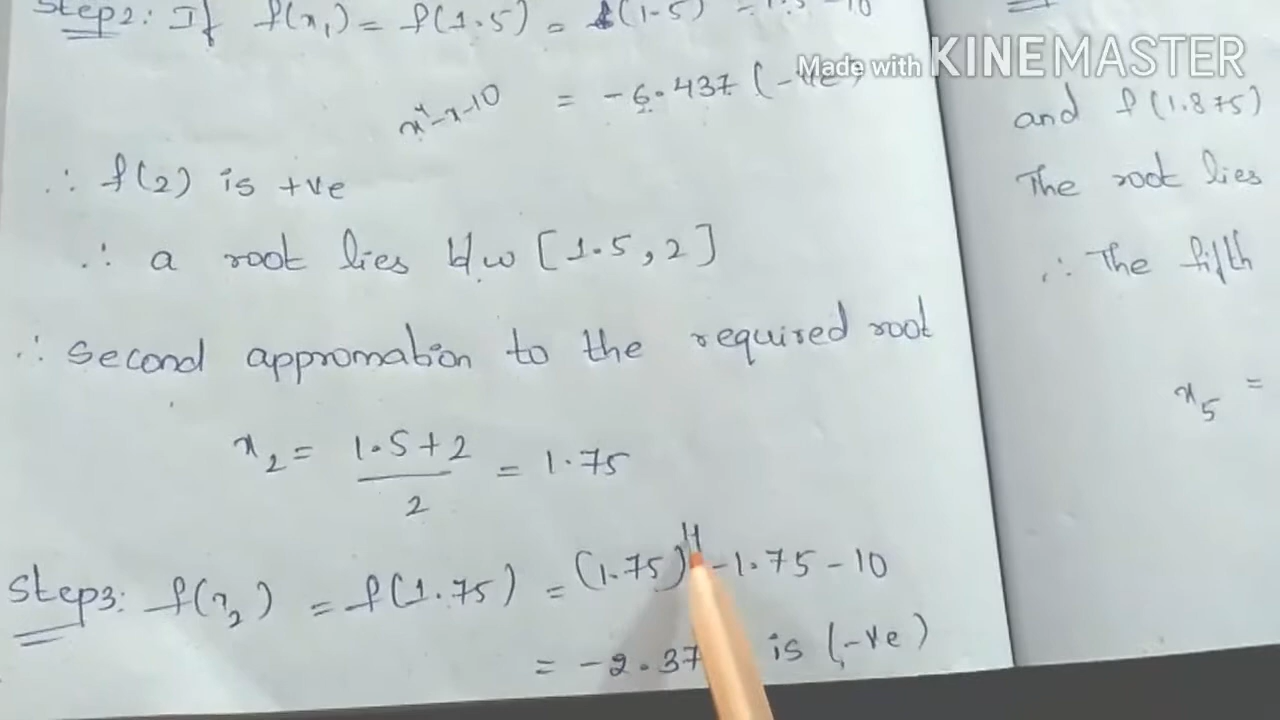 Step2: If f(x₁) = f(1.5) = f(1.5)
Made with KINEMASTER
x⁴-x-10 = -6.437 (-ve)
∴ f(2) is +ve
∴ a root lies b/w [1.5, 2]
∴ second appromation to the required root
x₂ = 1.5+2 / 2 = 1.75
Step3: f(x₂) = f(1.75) = (1.75)⁴ - 1.75 - 10
= -2.37 is (-ve)
and f(1.875)
The root lies
∴ The fifth
x₅ =